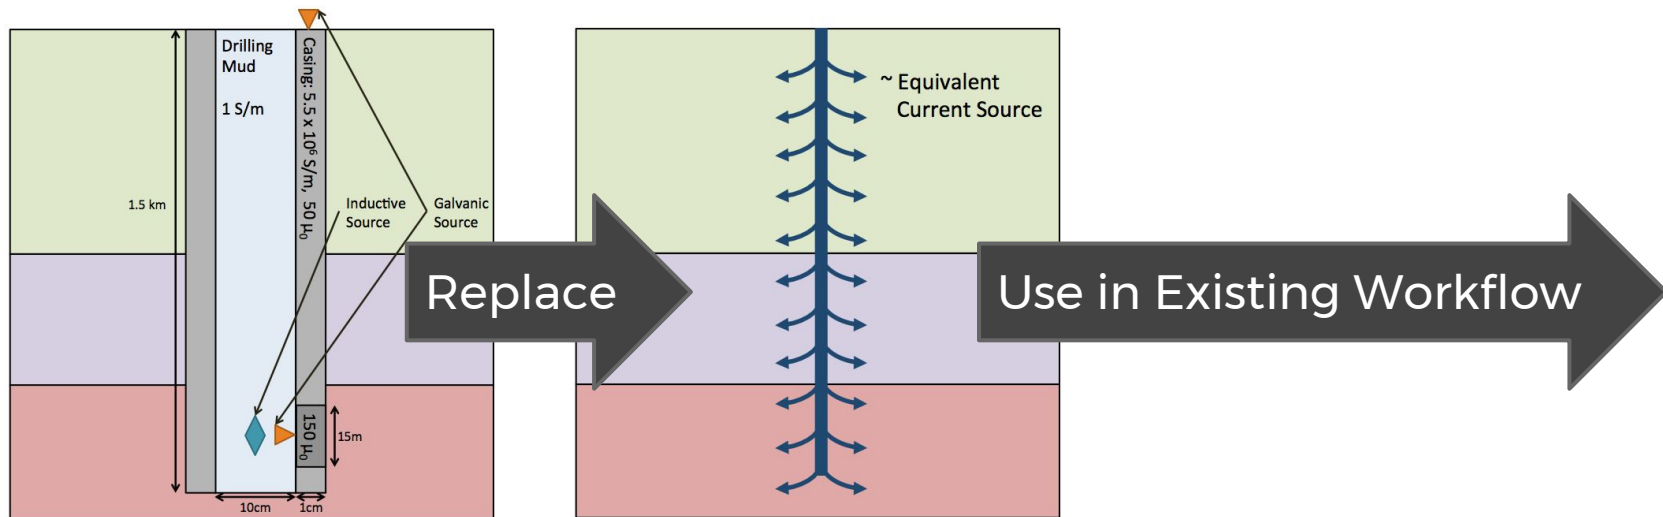 Drilling
Mud
1 S/m
Casing: 5.5 x 10⁶ S/m, 50 μ₀
1.5 km
Inductive
Source
Galvanic
Source
150 μ₀
15m
10cm
1cm
Replace
~ Equivalent
Current Source
Use in Existing Workflow